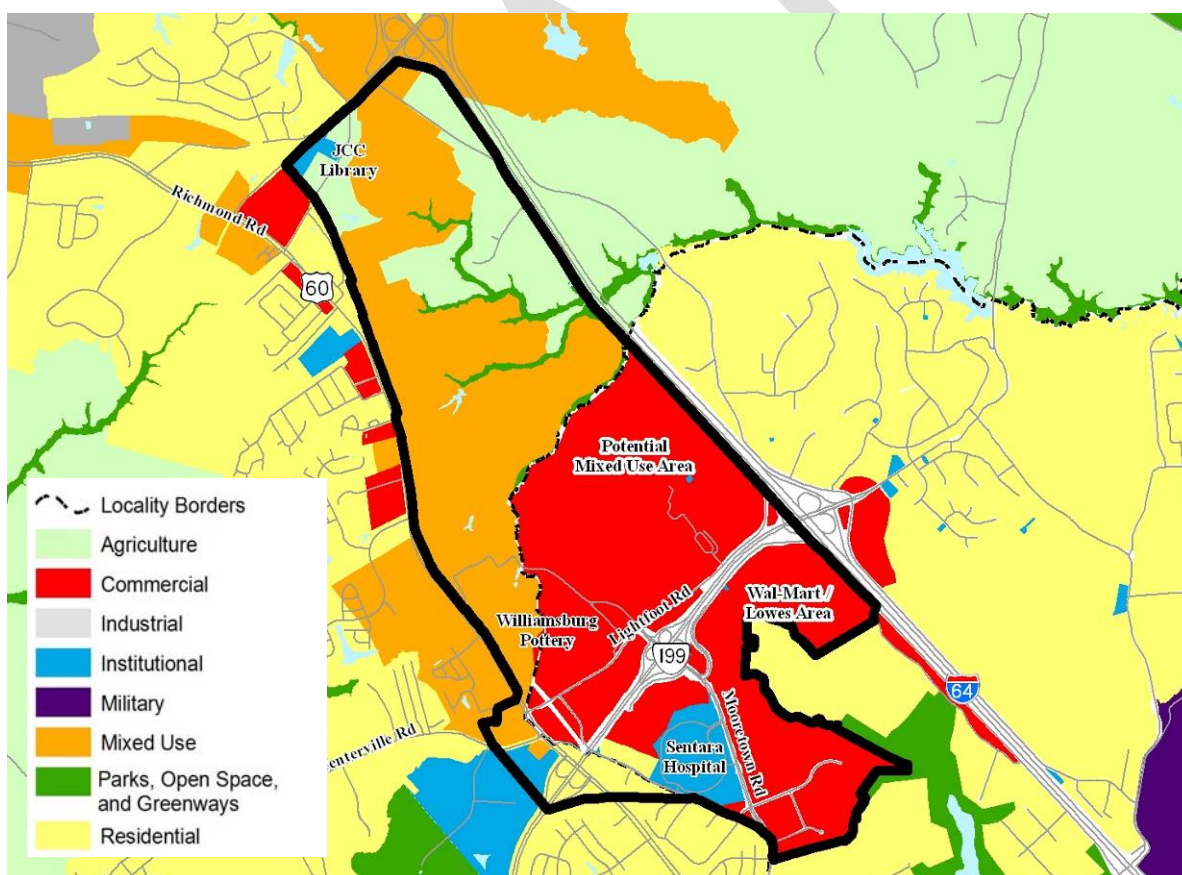 JCC
Library
Richmond Rd
60
Potential
Mixed Use Area
Lightfoot Rd
Wal-Mart /
Lowes Area
Williamsburg
Pottery
199
64
Mooretown Rd
Sentara
Hospital
enterville Rd
Locality Borders
Agriculture
Commercial
Industrial
Institutional
Military
Mixed Use
Parks, Open Space,
and Greenways
Residential